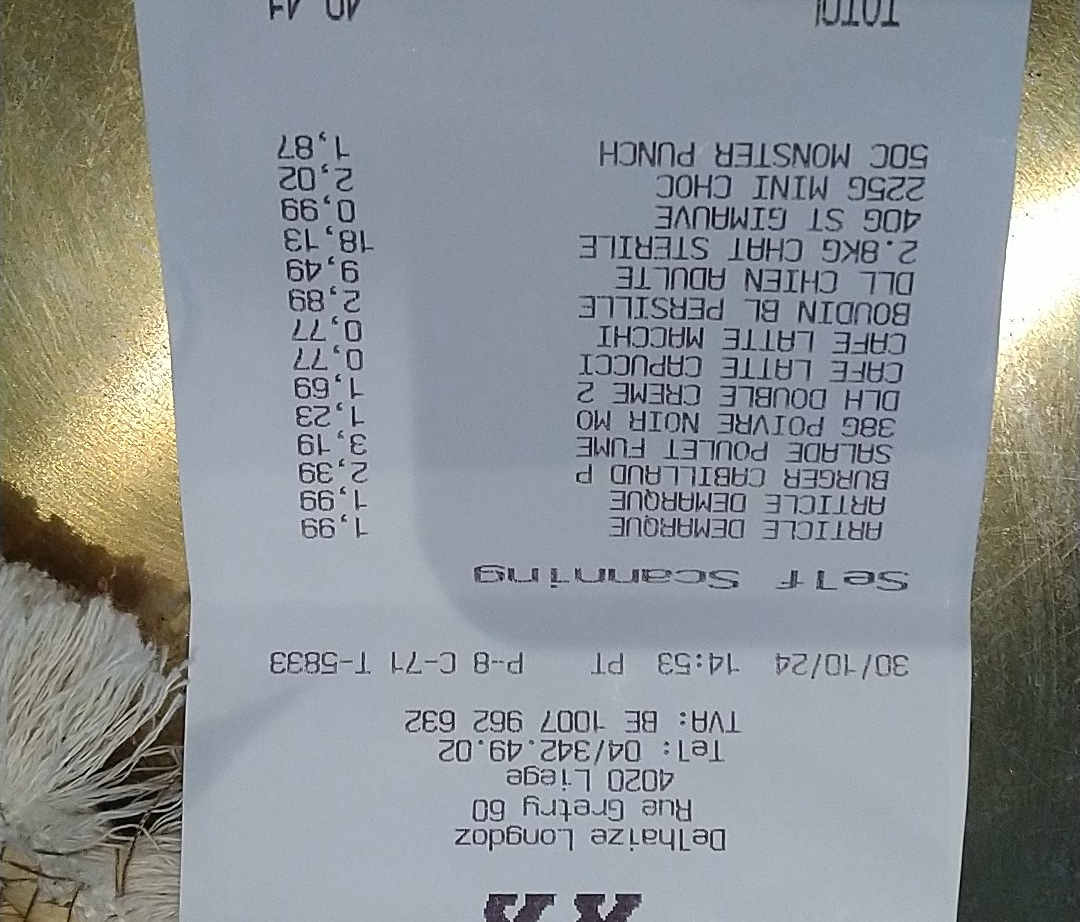 Delhaize Longdoz
Rue Gretry 60
4020 Liege
Tel: 04/342.49.02
TVA: BE 1007 962 632
30/10/24 14:53 PT P-8 C-71 T-5833
Self Scanning
ARTICLE DEMARQUE 1,99
ARTICLE DEMARQUE 1,99
BURGER CABILLAUD P 2,39
SALADE POULET FUME 3,19
38G POIVRE NOIR MO 1,23
DLH DOUBLE CREME 2 1,69
CAFE LATTE CAPUCCI 0,77
CAFE LATTE MACCHI 0,77
BOUDIN BL PERSILLE 2,89
DLL CHIEN ADULTE 9,49
2.8KG CHAT STERILE 18,13
40G ST GIMAUVE 0,99
225G MINI CHOC 2,02
50C MONSTER PUNCH 1,87